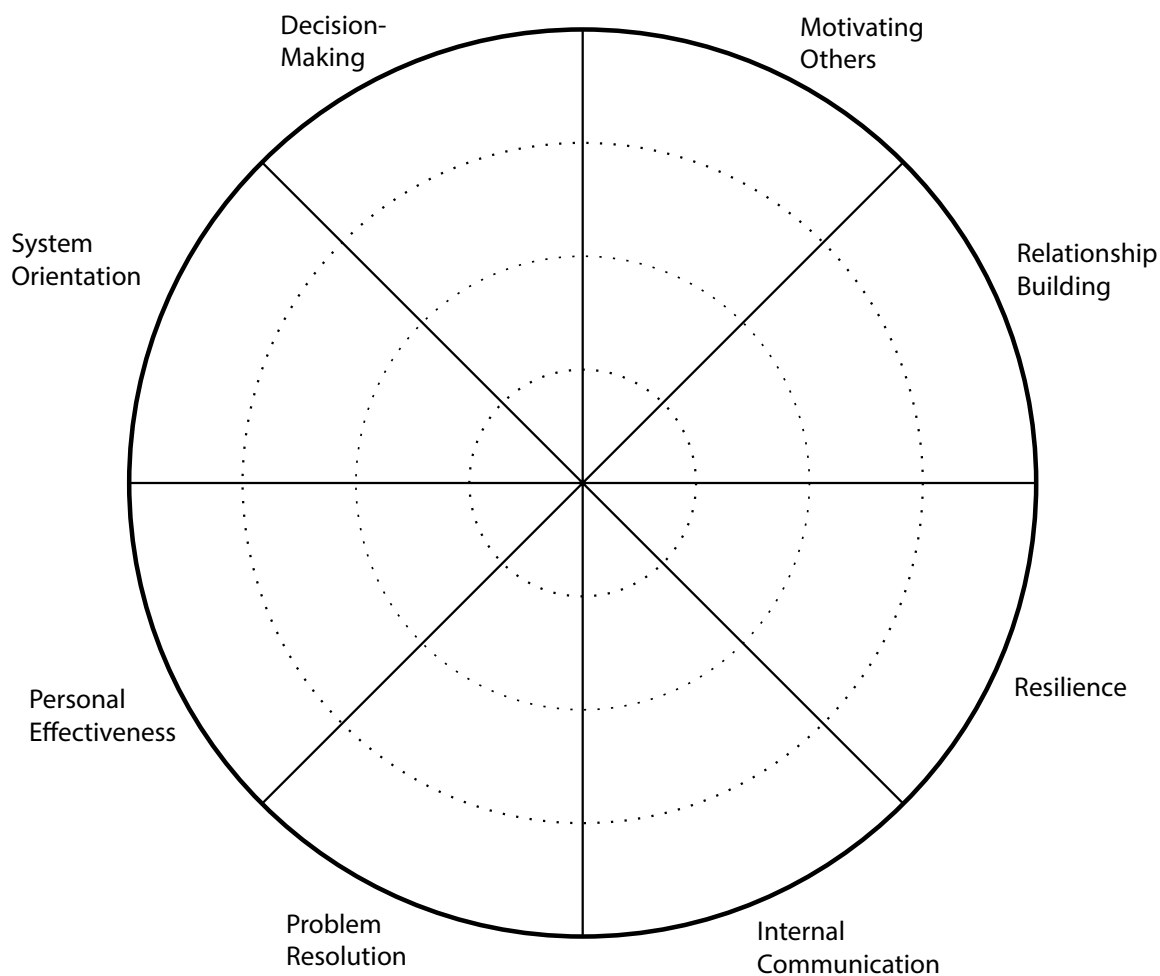 Decision-
Making
Motivating
Others
System
Orientation
Relationship
Building
Personal
Effectiveness
Resilience
Problem
Resolution
Internal
Communication